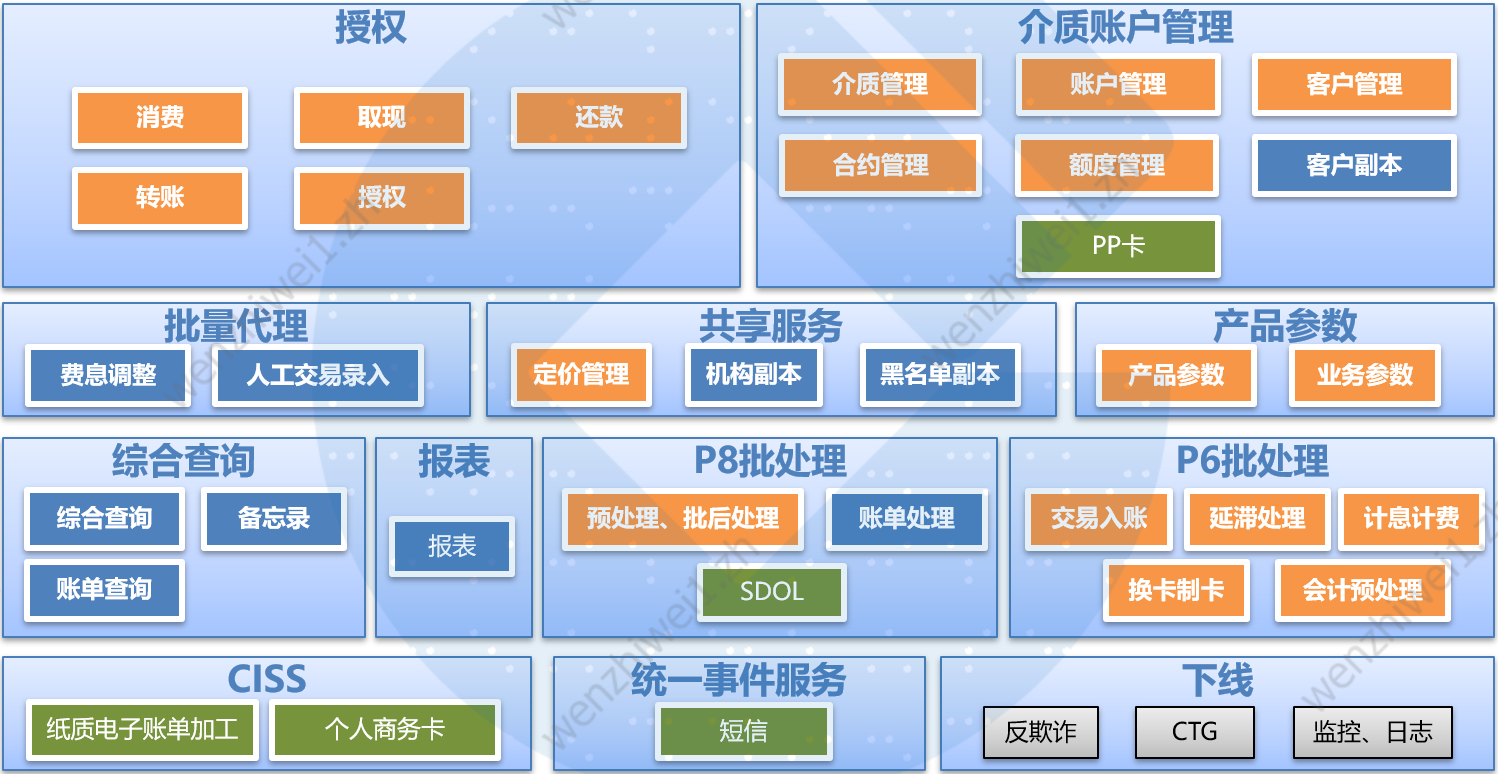 授权
消费
取现
还款
转账
授权
介质账户管理
介质管理
账户管理
客户管理
合约管理
额度管理
客户副本
PP卡
批量代理
费息调整
人工交易录入
共享服务
定价管理
机构副本
黑名单副本
产品参数
产品参数
业务参数
综合查询
综合查询
备忘录
账单查询
报表
报表
P8批处理
预处理、批后处理
账单处理
SDOL
P6批处理
交易入账
延滞处理
计息计费
换卡制卡
会计预处理
CISS
纸质电子账单加工
个人商务卡
统一事件服务
短信
下线
反欺诈
CTG
监控、日志
wenzhiwei1.zh
wenzhiwei1.zh
wenzhiwei1.zh